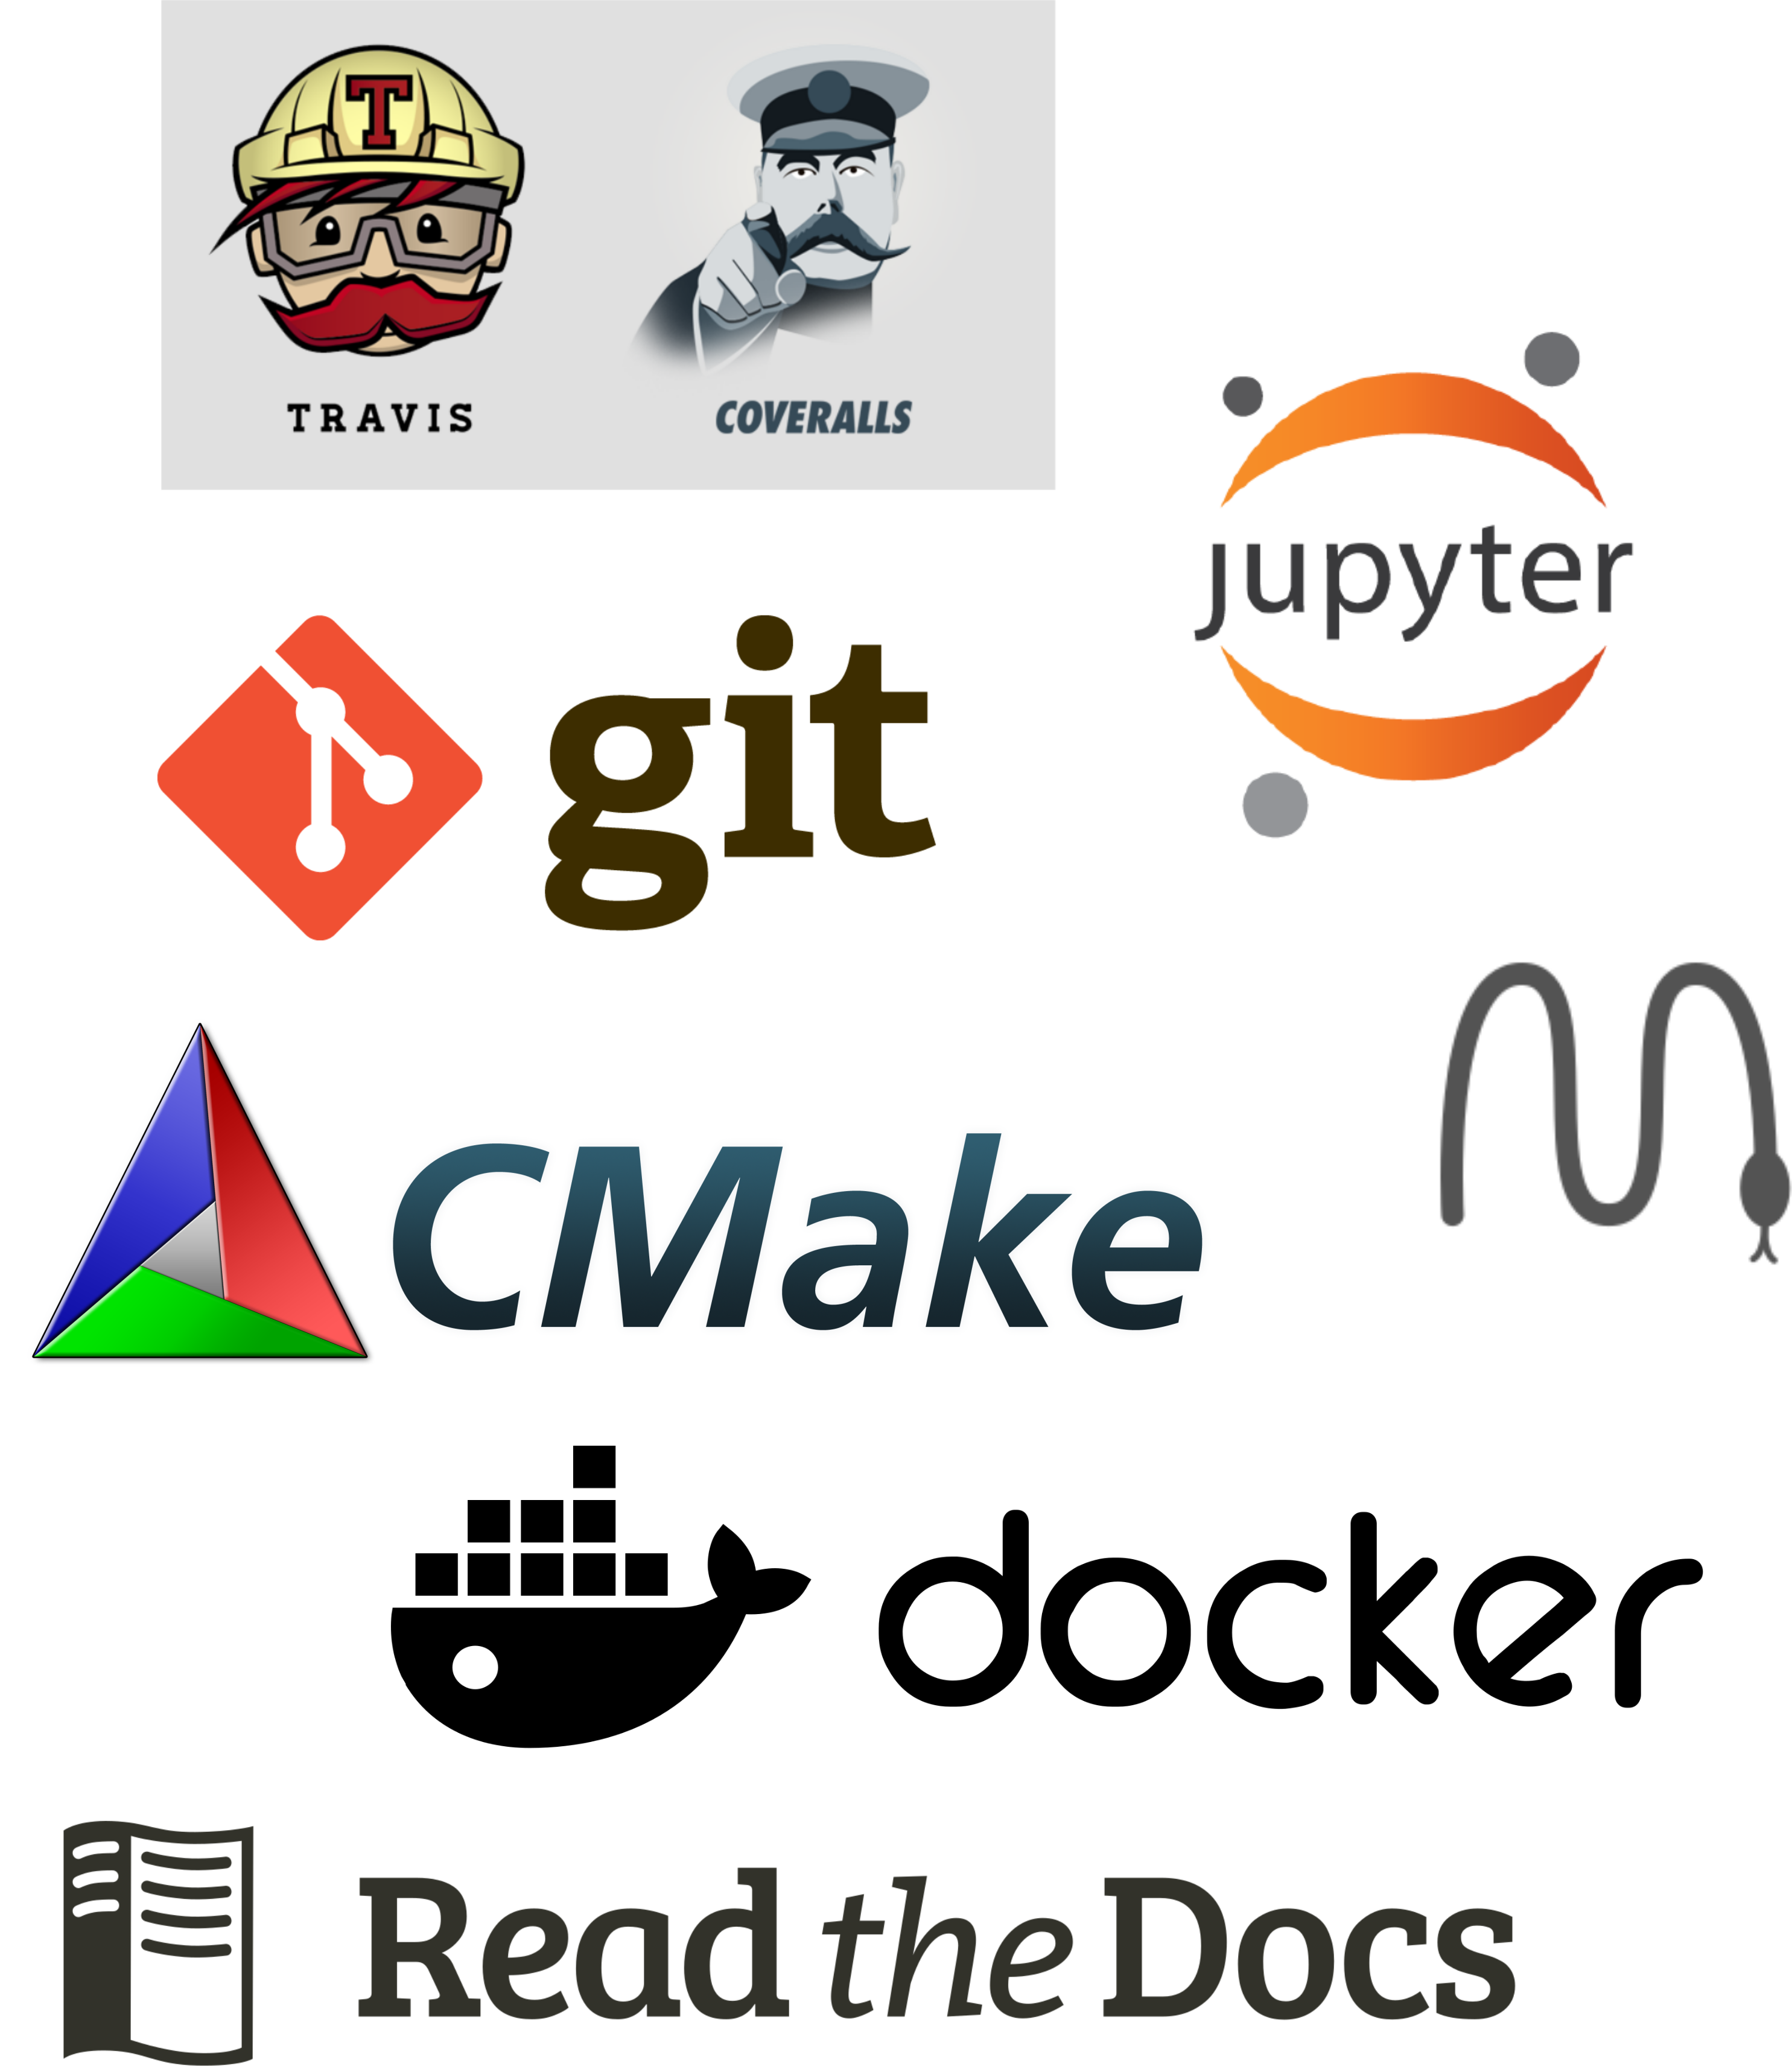 T
TRAVIS
COVERALLS
jupyter
git
CMake
docker
Read the Docs